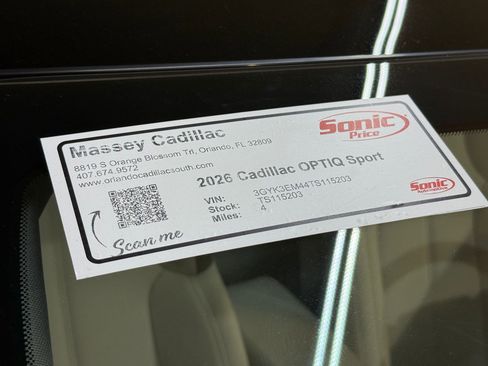 Massey Cadillac
8819 S Orange Blossom Trl, Orlando, FL 32809
407.674.9572
www.orlandocadillacsouth.com
Sonic
Price
2026 Cadillac OPTIQ Sport
VIN: 3GYK3EM44TS115203
Stock: TS115203
Miles: 4
Scan me
Sonic
Automotive